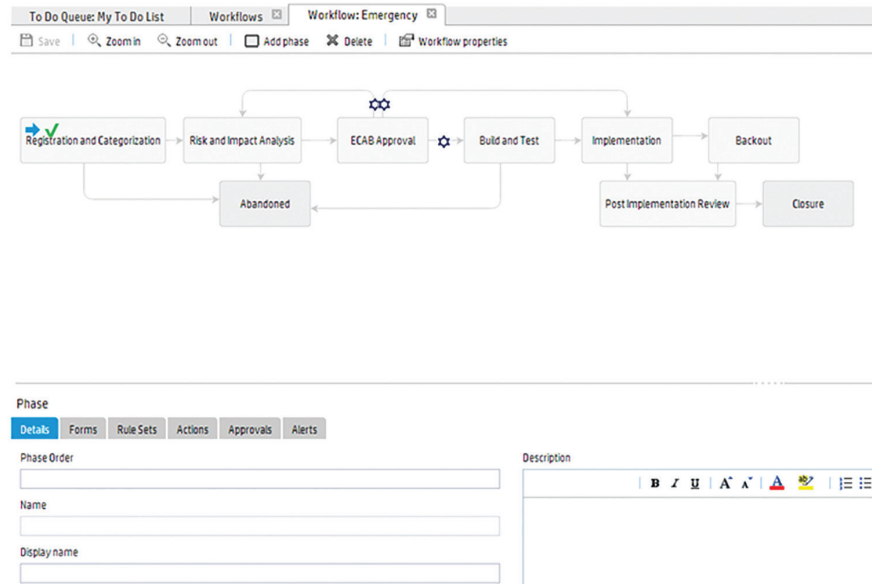 To Do Queue: My To Do List Workflows Workflow: Emergency
Save Zoom in Zoom out Add phase Delete Workflow properties
Registration and Categorization Risk and Impact Analysis ECAB Approval Build and Test Implementation Backout
Abandoned Post Implementation Review Closure
Phase
Details Forms Rule Sets Actions Approvals Alerts
Phase Order Description
B I U A A A ab
Name
Display name